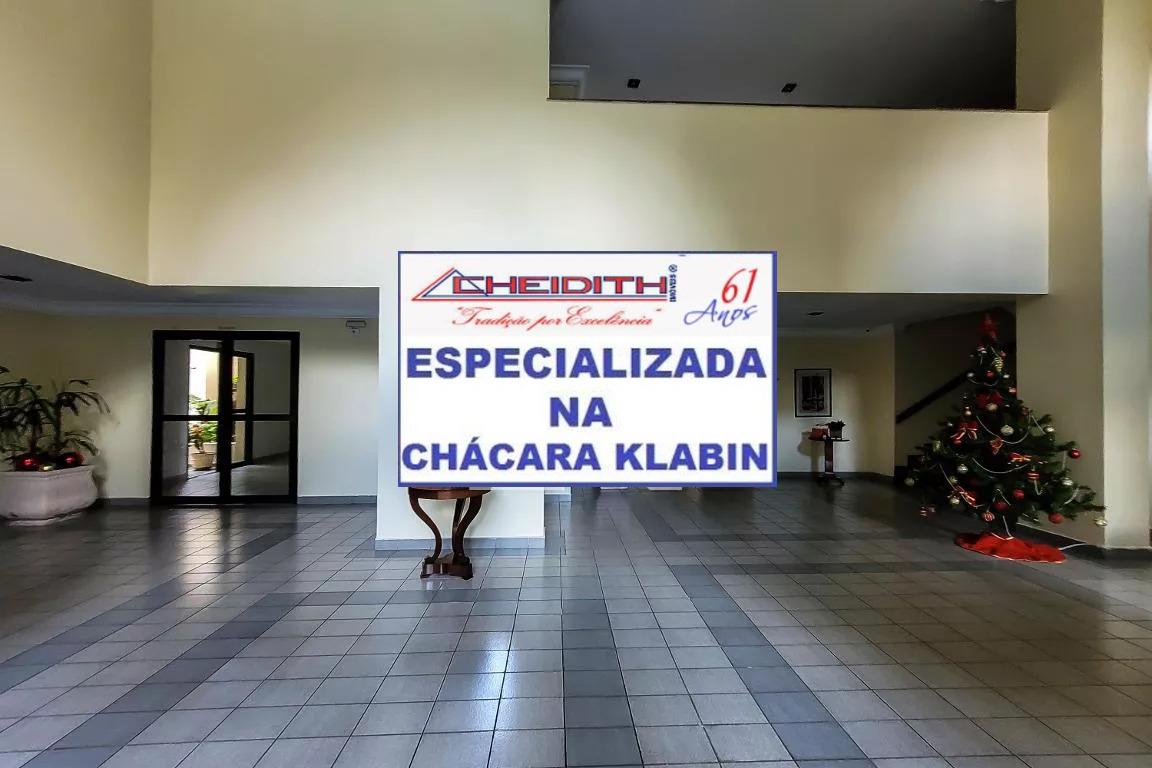 CHEIDITH IMÓVEIS®
"Tradição por Excelência"
61
Anos
ESPECIALIZADA
NA
CHÁCARA KLABIN